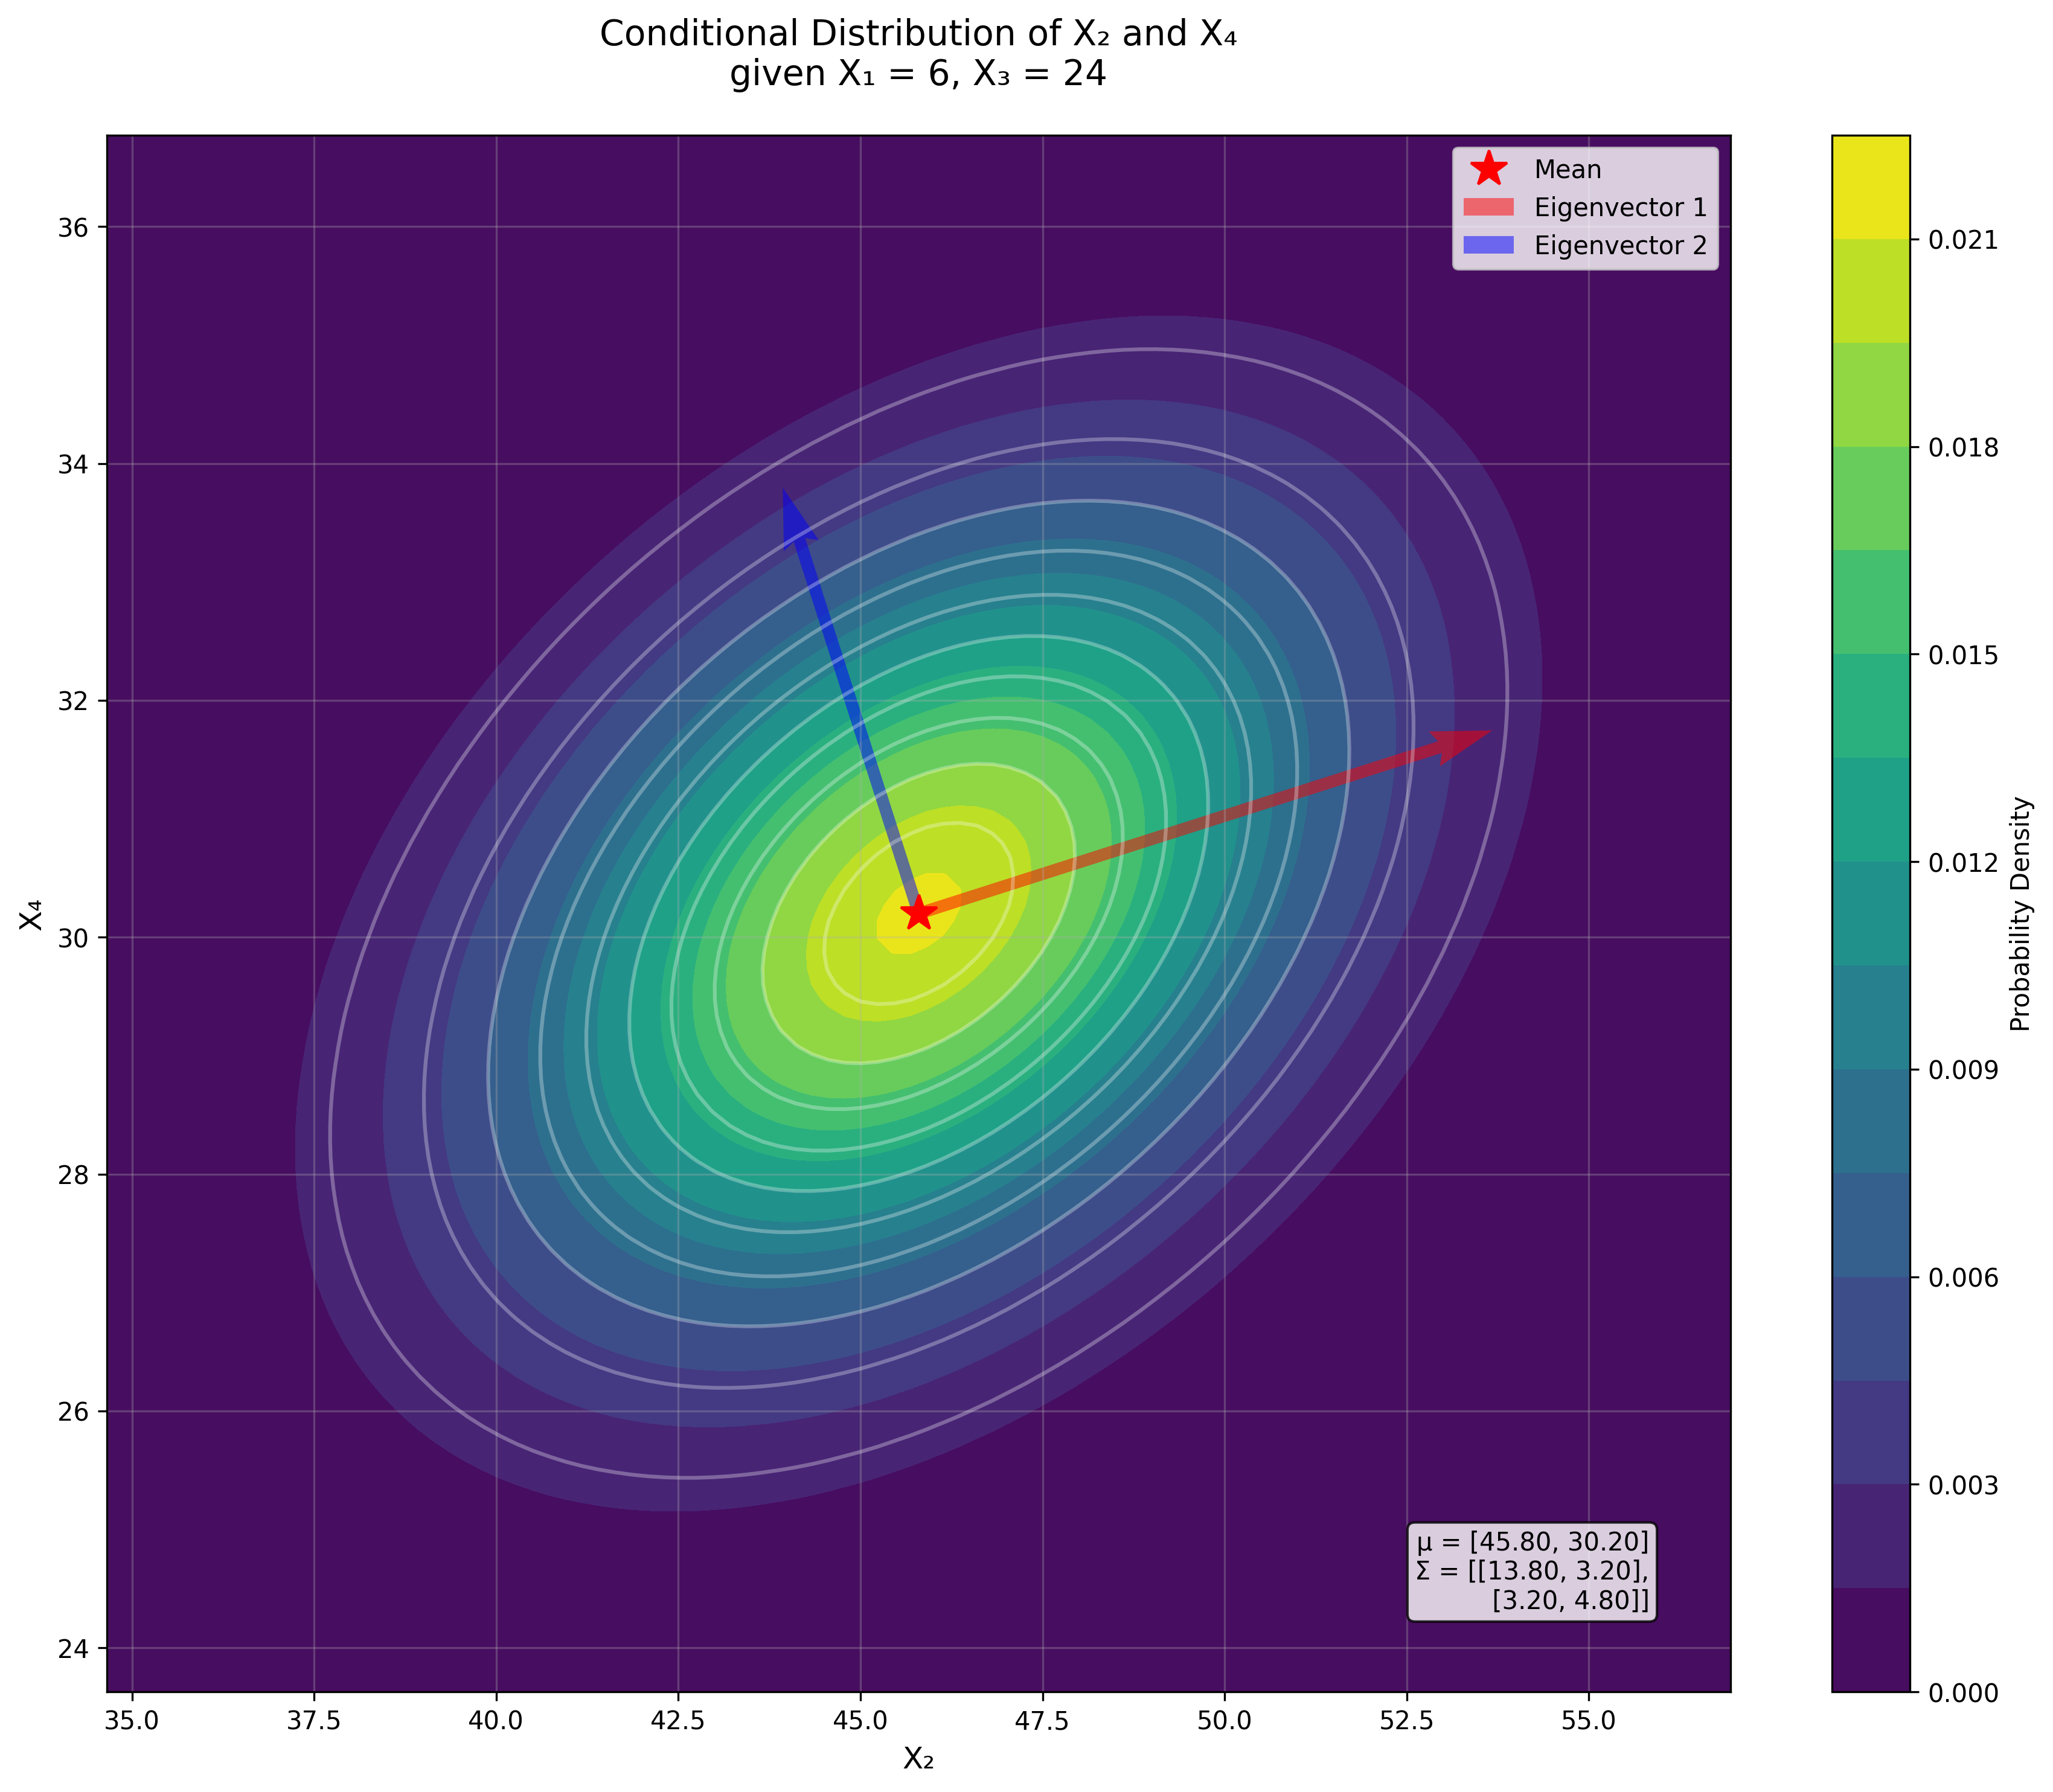 Conditional Distribution of X₂ and X₄
given X₁ = 6, X₃ = 24
Mean
Eigenvector 1
Eigenvector 2
36
34
32
30
28
26
24
X₄
35.0
37.5
40.0
42.5
45.0
47.5
50.0
52.5
55.0
X₂
μ = [45.80, 30.20]
Σ = [[13.80, 3.20],
[3.20, 4.80]]
0.021
0.018
0.015
0.012
0.009
0.006
0.003
0.000
Probability Density